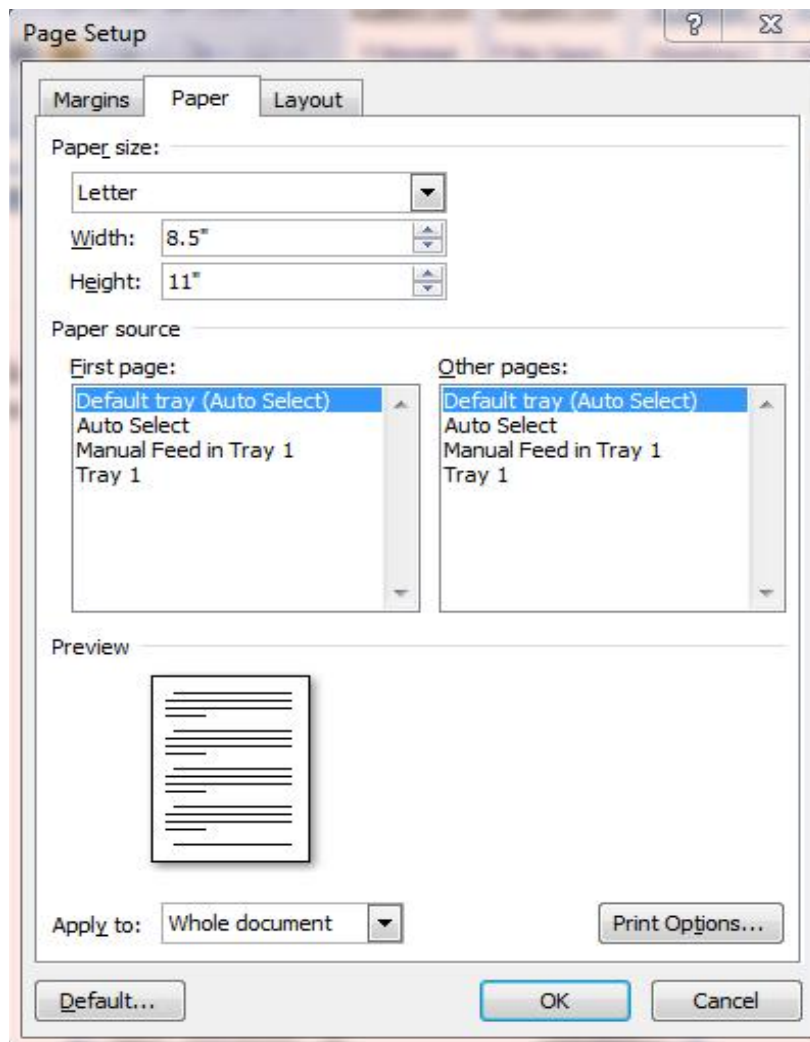 Page Setup
Margins Paper Layout
Paper size:
Letter
Width: 8.5"
Height: 11"
Paper source
First page: Other pages:
Default tray (Auto Select) Default tray (Auto Select)
Auto Select Auto Select
Manual Feed in Tray 1 Manual Feed in Tray 1
Tray 1 Tray 1
Preview
Apply to: Whole document Print Options...
Default... OK Cancel